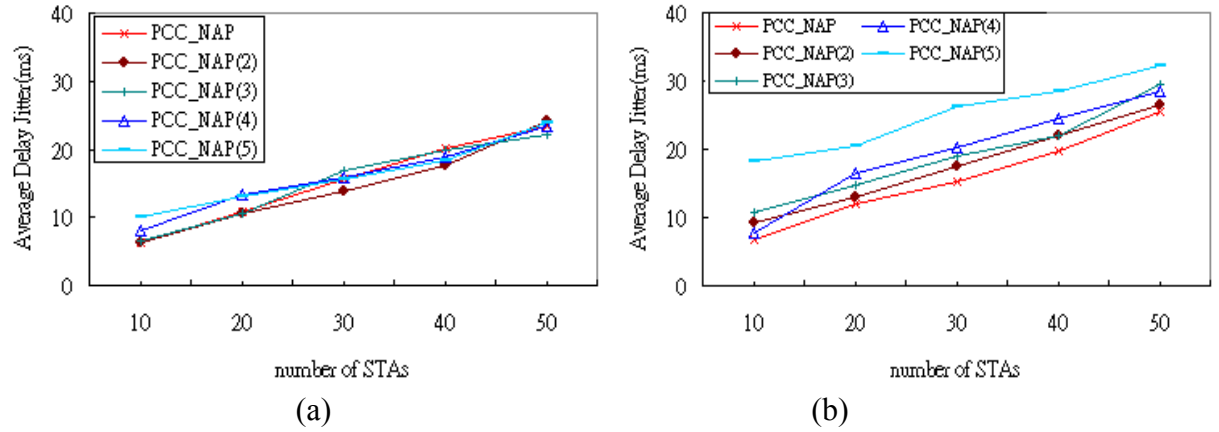 40
30
20
10
0
Average Delay Jitter(ms)
PCC_NAP
PCC_NAP(2)
PCC_NAP(3)
PCC_NAP(4)
PCC_NAP(5)
10 20 30 40 50
number of STAs
(a)
40
30
20
10
0
Average Delay Jitter(ms)
PCC_NAP PCC_NAP(4)
PCC_NAP(2) PCC_NAP(5)
PCC_NAP(3)
10 20 30 40 50
number of STAs
(b)